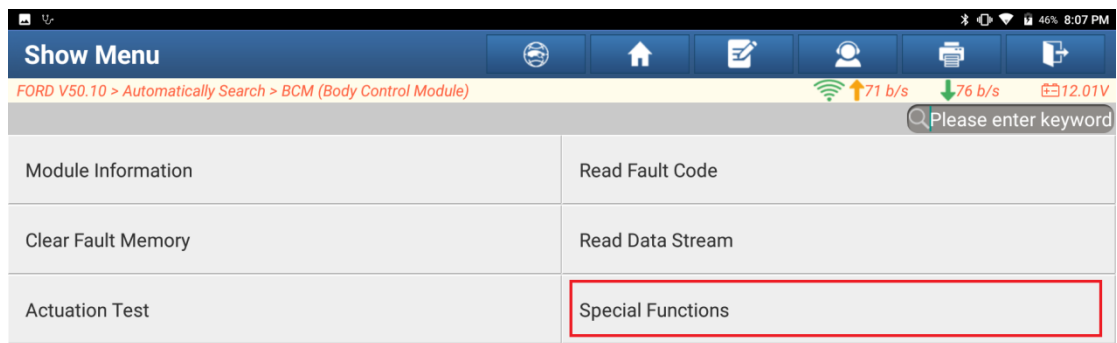 46% 8:07 PM
Show Menu
FORD V50.10 > Automatically Search > BCM (Body Control Module) 71 b/s 76 b/s 12.01V
Please enter keyword
Module Information Read Fault Code
Clear Fault Memory Read Data Stream
Actuation Test Special Functions